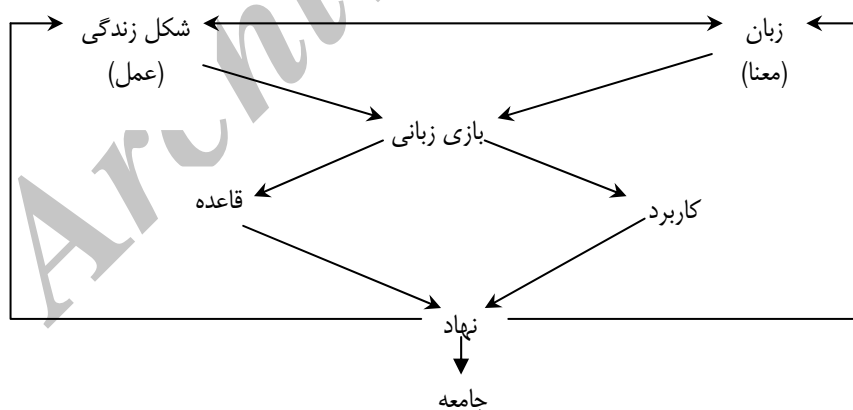 زبان
شکل زندگی
(معنا)
(عمل)
بازی زبانی
کاربرد
قاعده
نهاد
جامعه